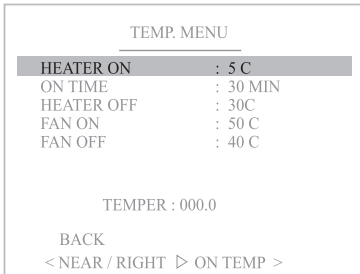 TEMP. MENU
HEATER ON : 5 C
ON TIME : 30 MIN
HEATER OFF : 30C
FAN ON : 50 C
FAN OFF : 40 C
TEMPER : 000.0
BACK
< NEAR / RIGHT ▷ ON TEMP >